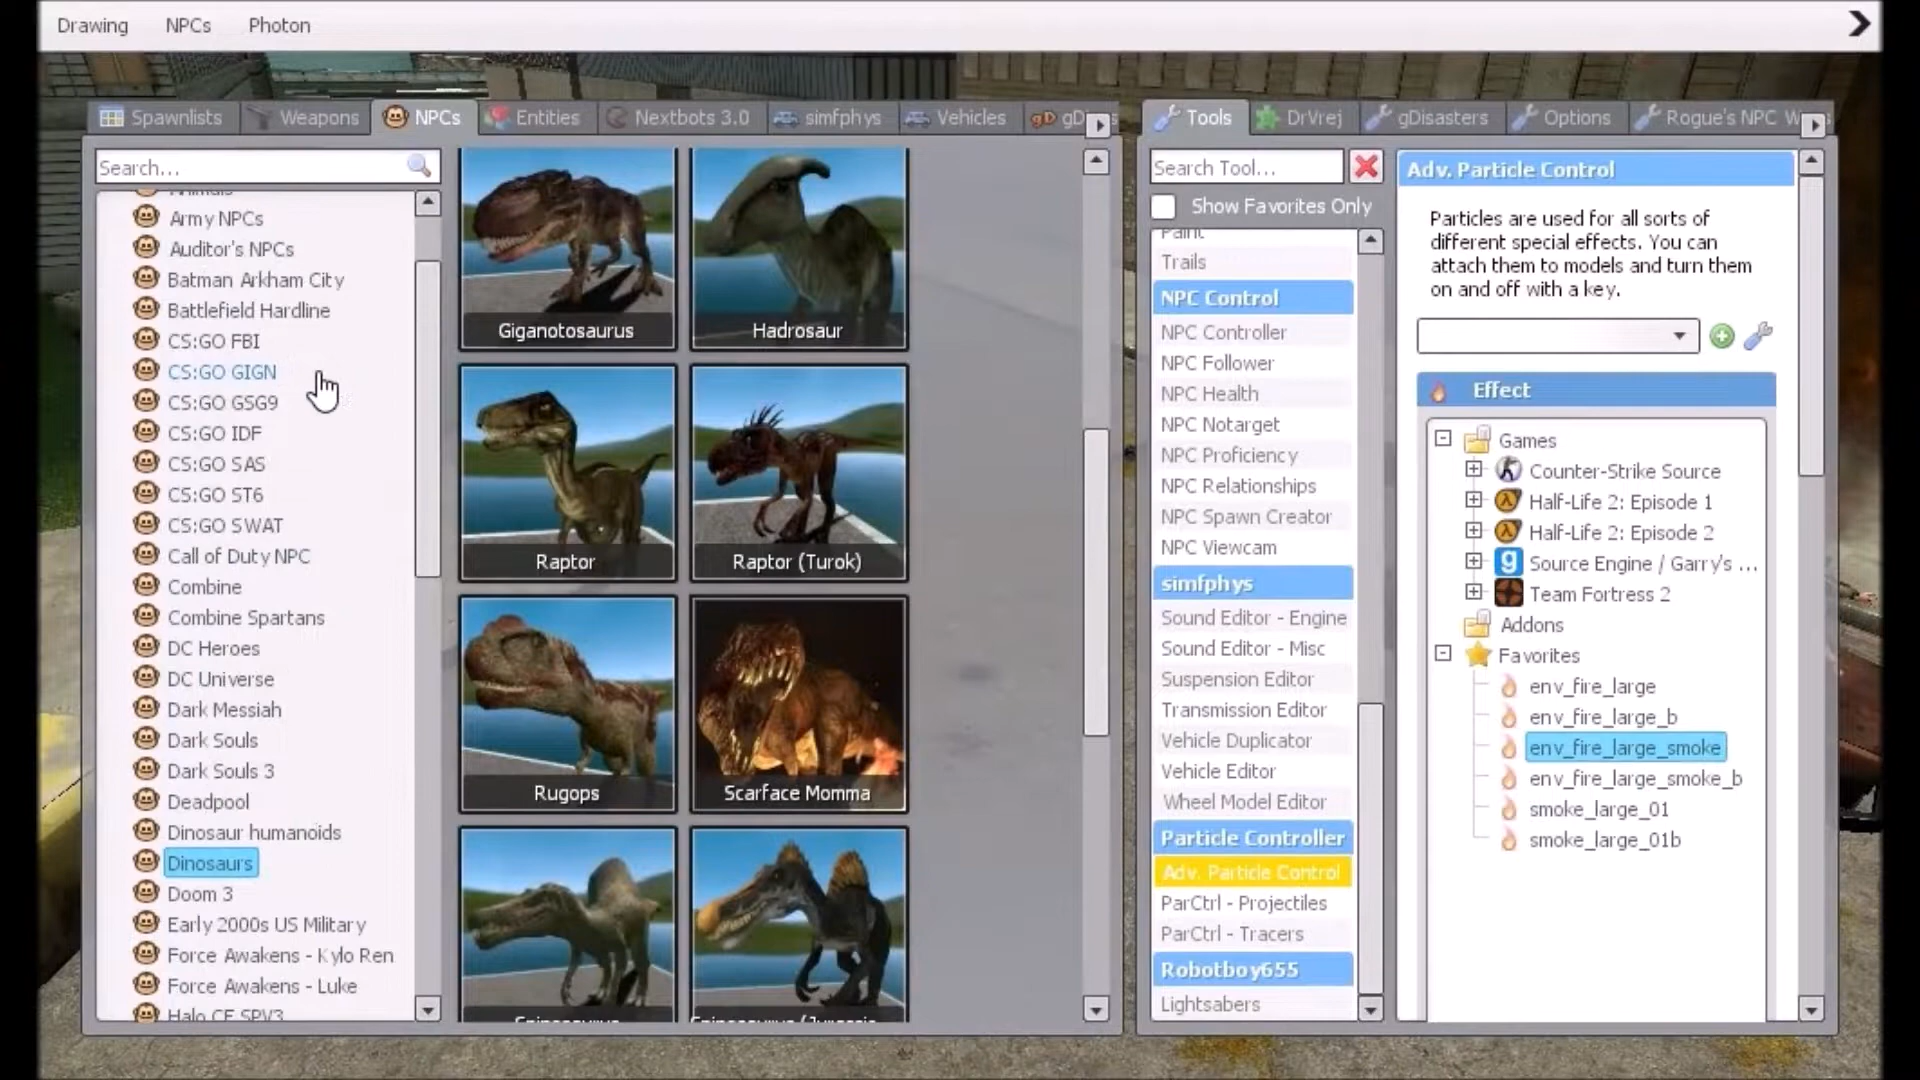 Drawing NPCs Photon
Spawnlists Weapons NPCs Entities Nextbots 3.0 simfphys Vehicles
Search...
Animals
Army NPCs
Auditor's NPCs
Batman Arkham City
Battlefield Hardline
CS:GO FBI
CS:GO GIGN
CS:GO GSG9
CS:GO IDF
CS:GO SAS
CS:GO ST6
CS:GO SWAT
Call of Duty NPC
Combine
Combine Spartans
DC Heroes
DC Universe
Dark Messiah
Dark Souls
Dark Souls 3
Deadpool
Dinosaur humanoids
Dinosaurs
Doom 3
Early 2000s US Military
Force Awakens - Kylo Ren
Force Awakens - Luke
Halo CE SPV3
Giganotosaurus
Hadrosaur
Raptor
Raptor (Turok)
Rugops
Scarface Momma
Spinosaurus
Tools DrVrej gDisasters Options Rogue's NPC W
Search Tool...
Show Favorites Only
Paint
Trails
NPC Control
NPC Controller
NPC Follower
NPC Health
NPC Notarget
NPC Proficiency
NPC Relationships
NPC Spawn Creator
NPC Viewcam
simfphys
Sound Editor - Engine
Sound Editor - Misc
Suspension Editor
Transmission Editor
Vehicle Duplicator
Vehicle Editor
Wheel Model Editor
Particle Controller
Adv. Particle Control
ParCtrl - Projectiles
ParCtrl - Tracers
Robotboy655
Lightsabers
Adv. Particle Control
Particles are used for all sorts of
different special effects. You can
attach them to models and turn them
on and off with a key.
Effect
Games
Counter-Strike Source
Half-Life 2: Episode 1
Half-Life 2: Episode 2
Source Engine / Garry's ...
Team Fortress 2
Addons
Favorites
env_fire_large
env_fire_large_b
env_fire_large_smoke
env_fire_large_smoke_b
smoke_large_01
smoke_large_01b